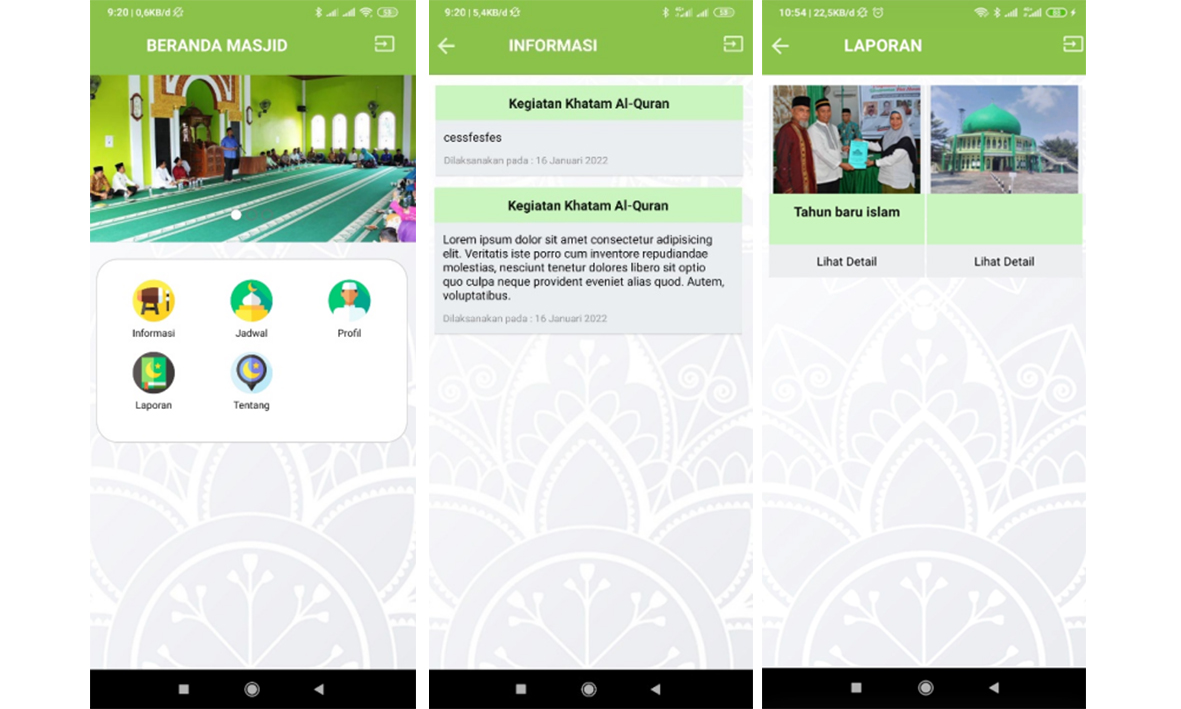 9:20 | 0,6KB/d
58
BERANDA MASJID
Informasi
Jadwal
Profil
Laporan
Tentang
9:20 | 5,4KB/d
58
INFORMASI
Kegiatan Khatam Al-Quran
cessfesfes
Dilaksanakan pada : 16 Januari 2022
Kegiatan Khatam Al-Quran
Lorem ipsum dolor sit amet consectetur adipisicing
elit. Veritatis iste porro cum inventore repudiandae
molestias, nesciunt tenetur dolores libero sit optio
quo culpa neque provident eveniet alias quod. Autem,
voluptatibus.
Dilaksanakan pada : 16 Januari 2022
10:54 | 22,5KB/d
LAPORAN
Tahun baru islam
Lihat Detail
Lihat Detail